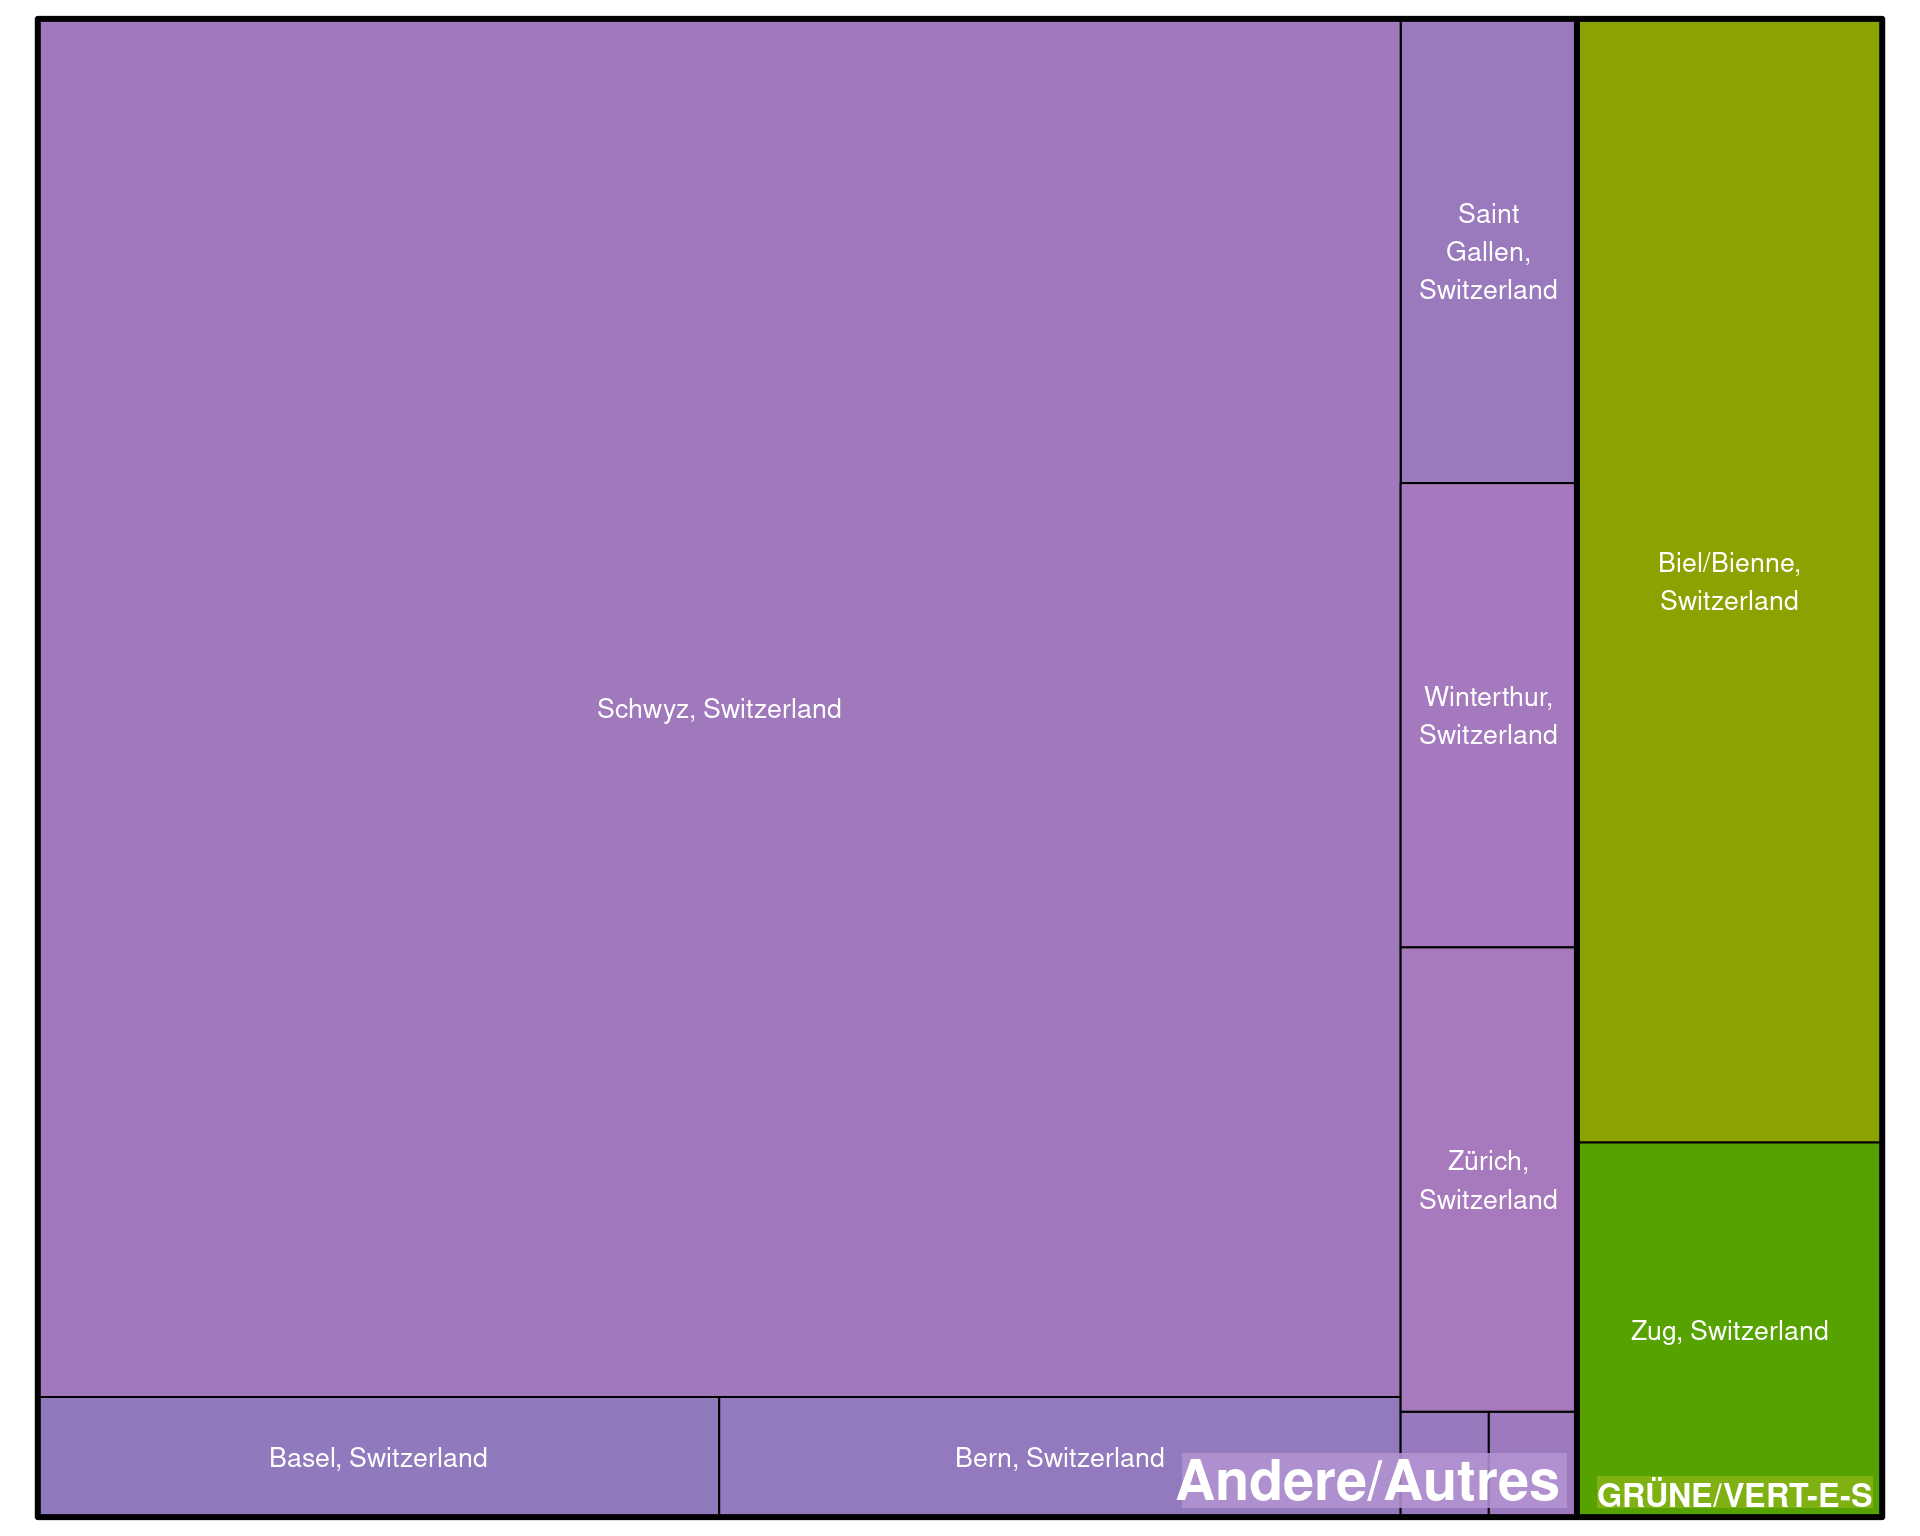 Saint
Gallen,
Switzerland
Biel/Bienne,
Switzerland
Schwyz, Switzerland
Winterthur,
Switzerland
Zürich,
Switzerland
Zug, Switzerland
Basel, Switzerland
Bern, Switzerland
Andere/Autres
GRÜNE/VERT-E-S